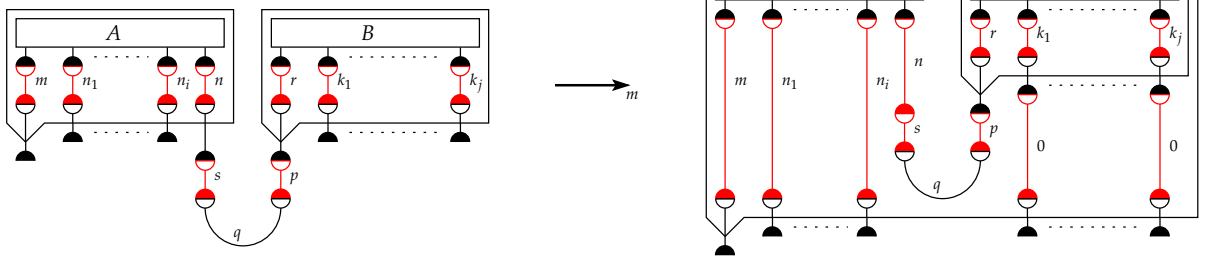 A B
m n₁ nᵢ n r k₁ kⱼ
s p
q
m
r k₁ kⱼ
n
m n₁ nᵢ
s p
0 0
q